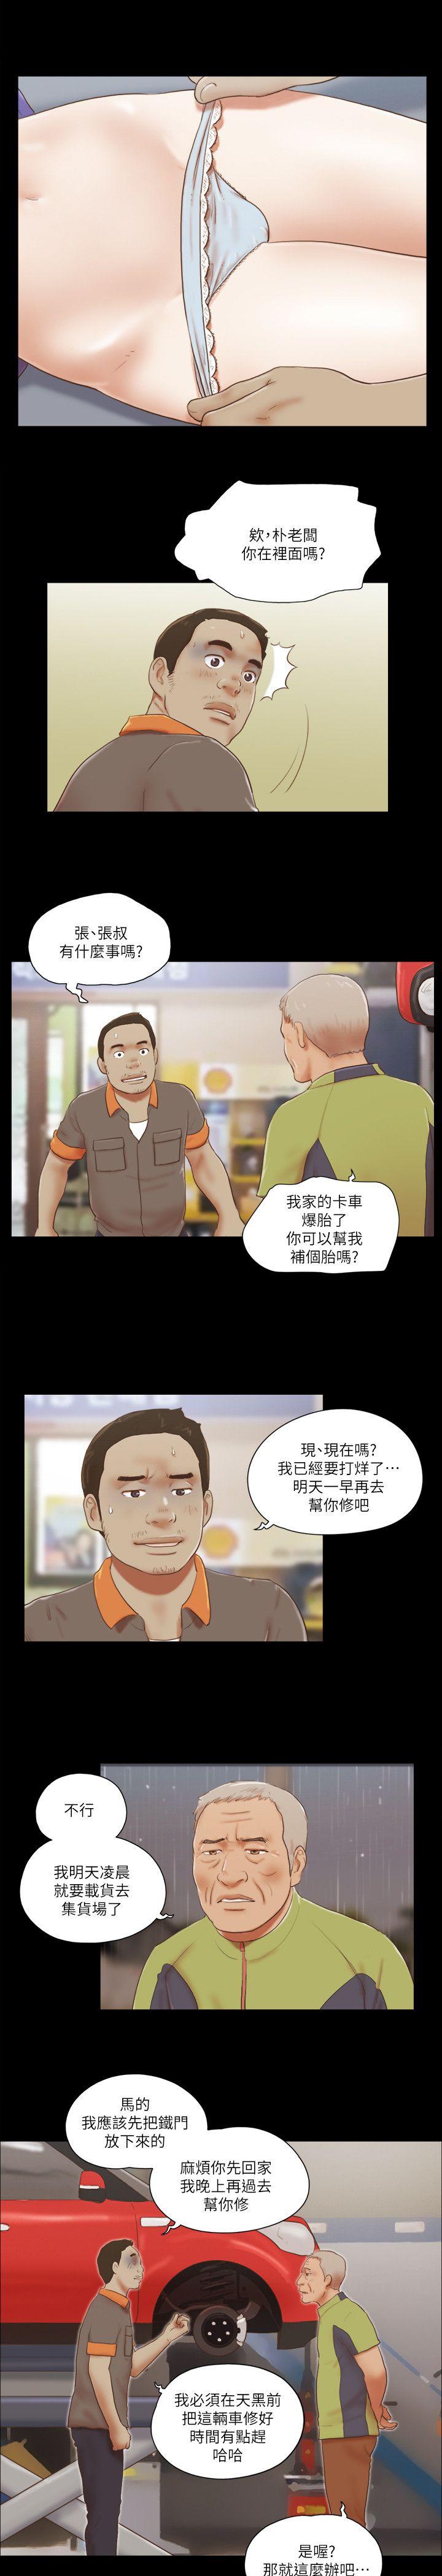 欸，朴老闆
你在裡面嗎?
張、張叔
有什麼事嗎?
我家的卡車
爆胎了
你可以幫我
補個胎嗎?
現、現在嗎?
我已經要打烊了…
明天一早再去
幫你修吧
不行
我明天凌晨
就要載貨去
集貨場了
馬的
我應該先把鐵門
放下來的
麻煩你先回家
我晚上再過去
幫你修
我必須在天黑前
把這輛車修好
時間有點趕
哈哈
是喔?
那就這麼辦吧…